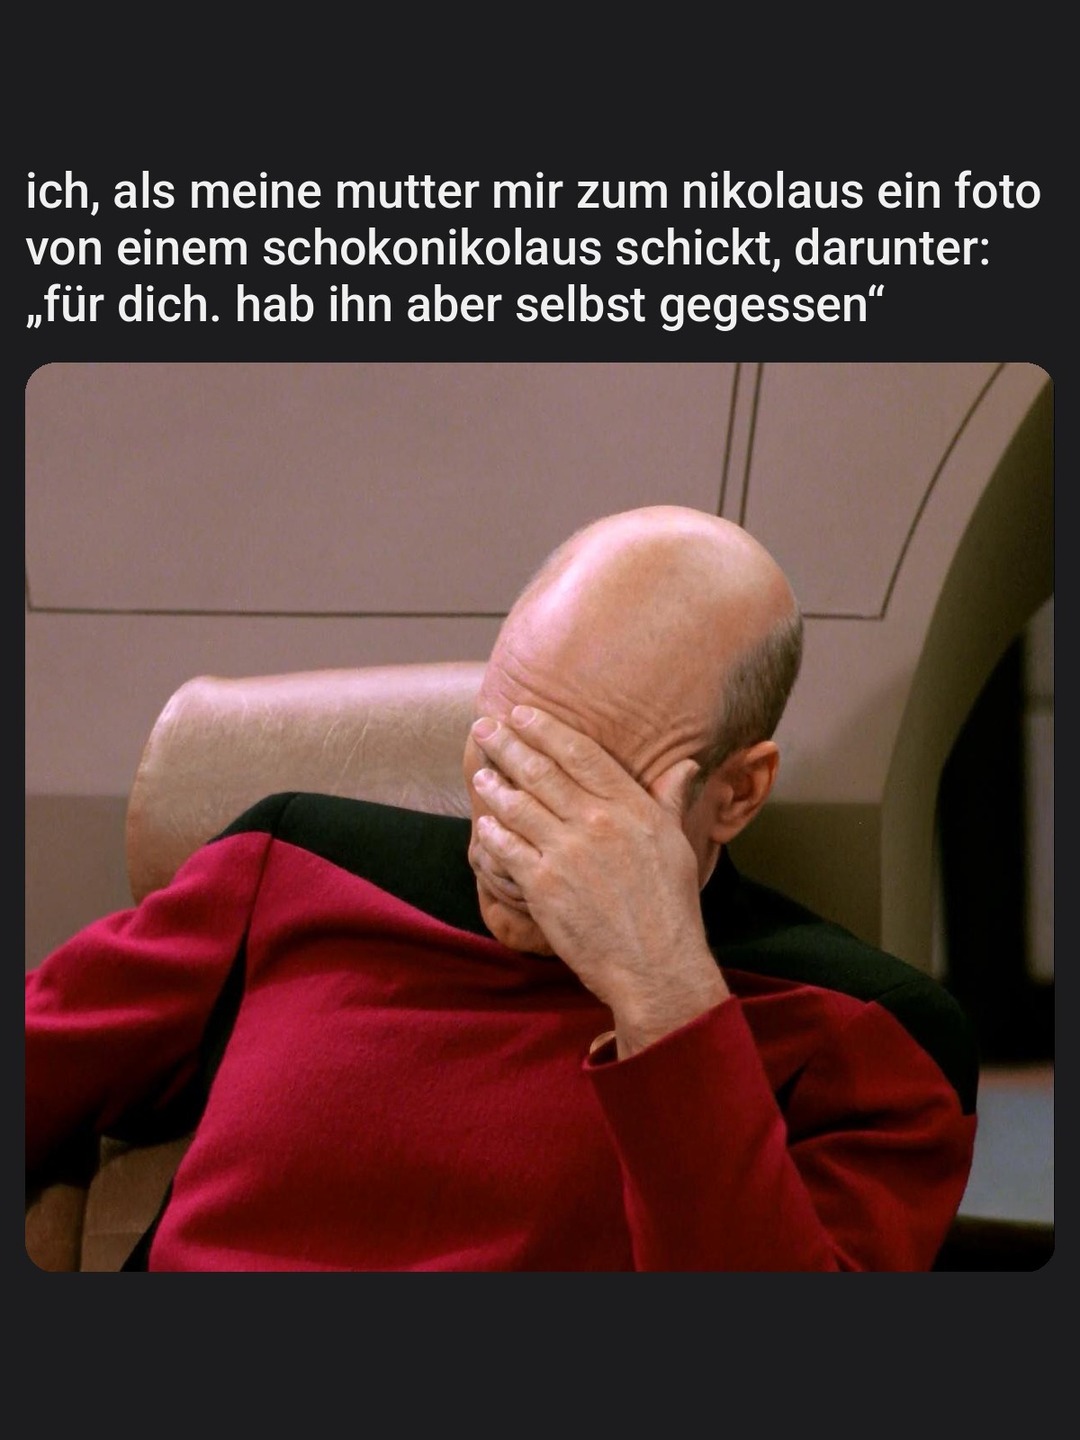 ich, als meine mutter mir zum nikolaus ein foto
von einem schokonikolaus schickt, darunter:
„für dich. hab ihn aber selbst gegessen“